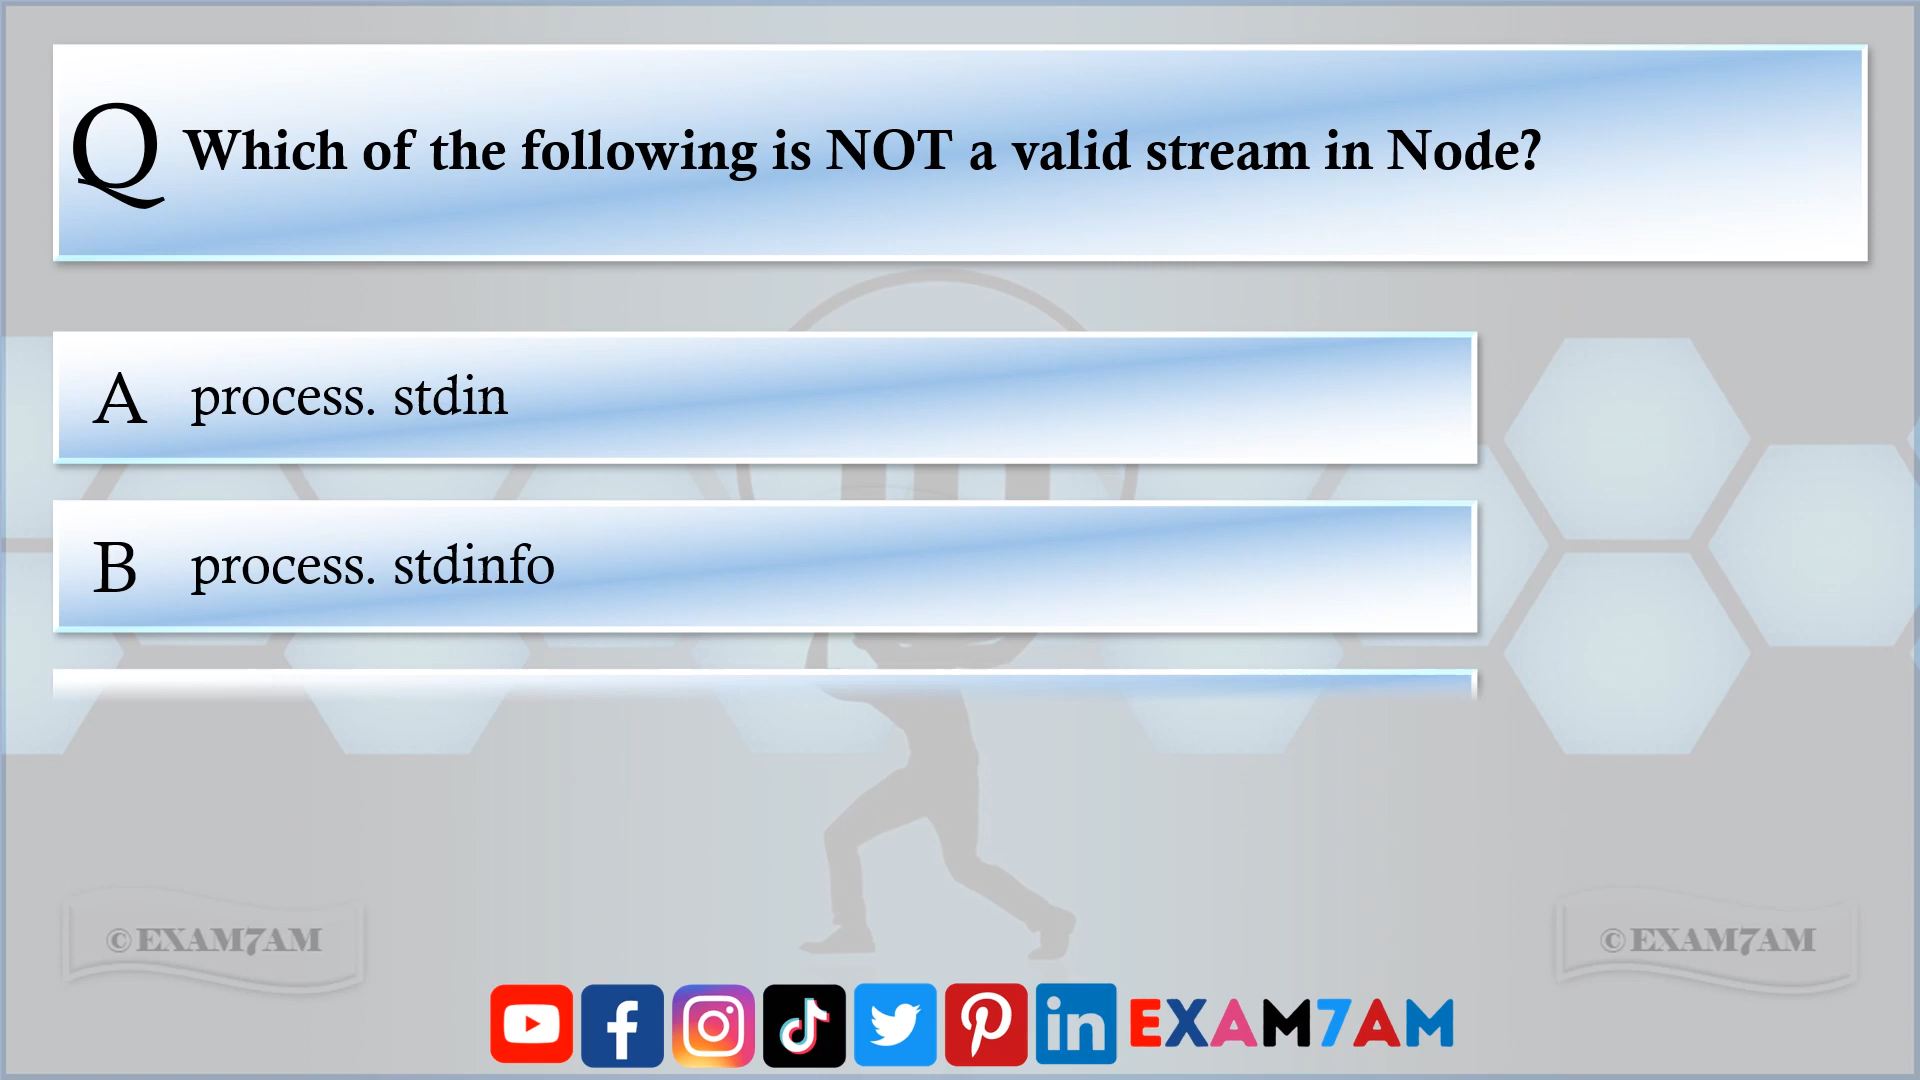 Q Which of the following is NOT a valid stream in Node?
A process. stdin
B process. stdinfo
© EXAM7AM
© EXAM7AM
EXAM7AM